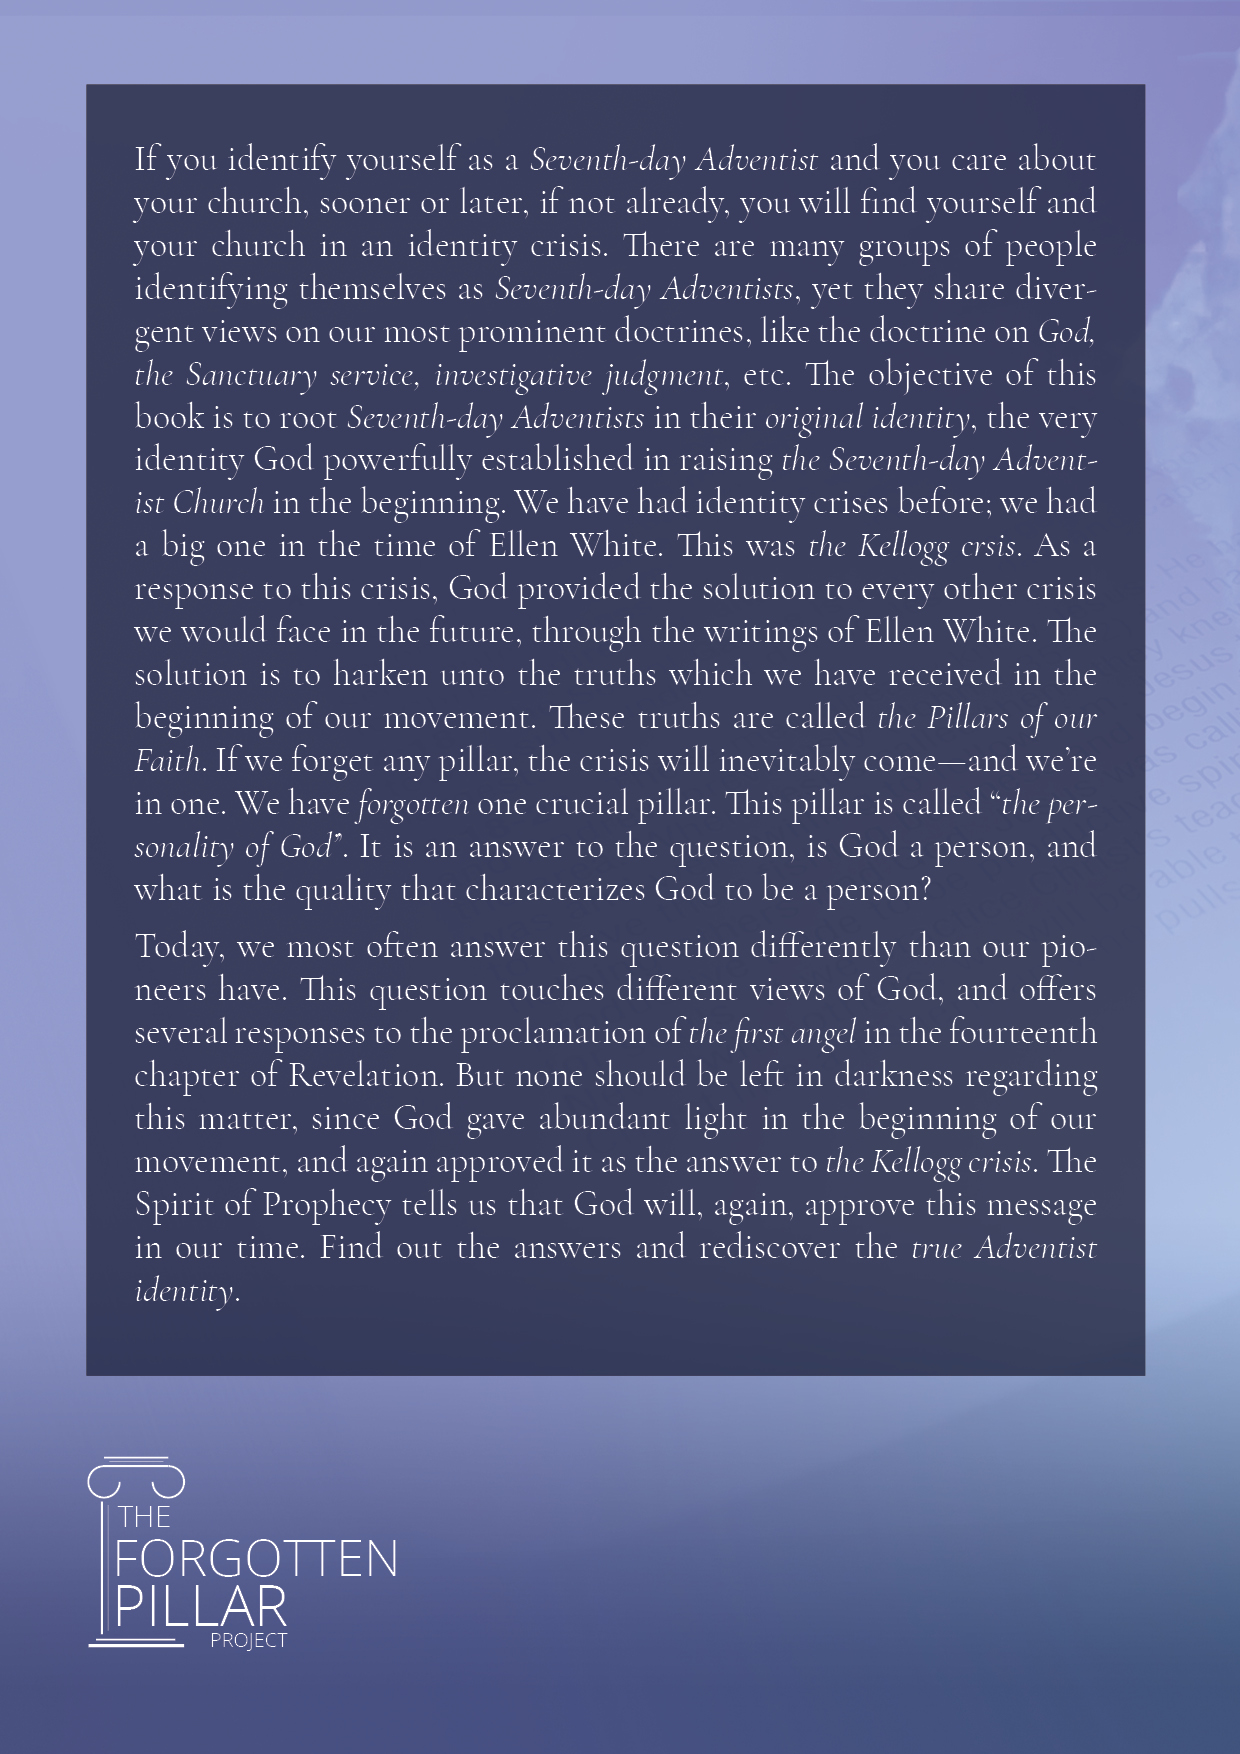 If you identify yourself as a Seventh-day Adventist and you care about
your church, sooner or later, if not already, you will find yourself and
your church in an identity crisis. There are many groups of people
identifying themselves as Seventh-day Adventists, yet they share diver-
gent views on our most prominent doctrines, like the doctrine on God,
the Sanctuary service, investigative judgment, etc. The objective of this
book is to root Seventh-day Adventists in their original identity, the very
identity God powerfully established in raising the Seventh-day Advent-
ist Church in the beginning. We have had identity crises before; we had
a big one in the time of Ellen White. This was the Kellogg crsis. As a
response to this crisis, God provided the solution to every other crisis
we would face in the future, through the writings of Ellen White. The
solution is to harken unto the truths which we have received in the
beginning of our movement. These truths are called the Pillars of our
Faith. If we forget any pillar, the crisis will inevitably come—and we’re
in one. We have forgotten one crucial pillar. This pillar is called “the per-
sonality of God”. It is an answer to the question, is God a person, and
what is the quality that characterizes God to be a person?
Today, we most often answer this question differently than our pio-
neers have. This question touches different views of God, and offers
several responses to the proclamation of the first angel in the fourteenth
chapter of Revelation. But none should be left in darkness regarding
this matter, since God gave abundant light in the beginning of our
movement, and again approved it as the answer to the Kellogg crisis. The
Spirit of Prophecy tells us that God will, again, approve this message
in our time. Find out the answers and rediscover the true Adventist
identity.
THE
FORGOTTEN
PILLAR
PROJECT